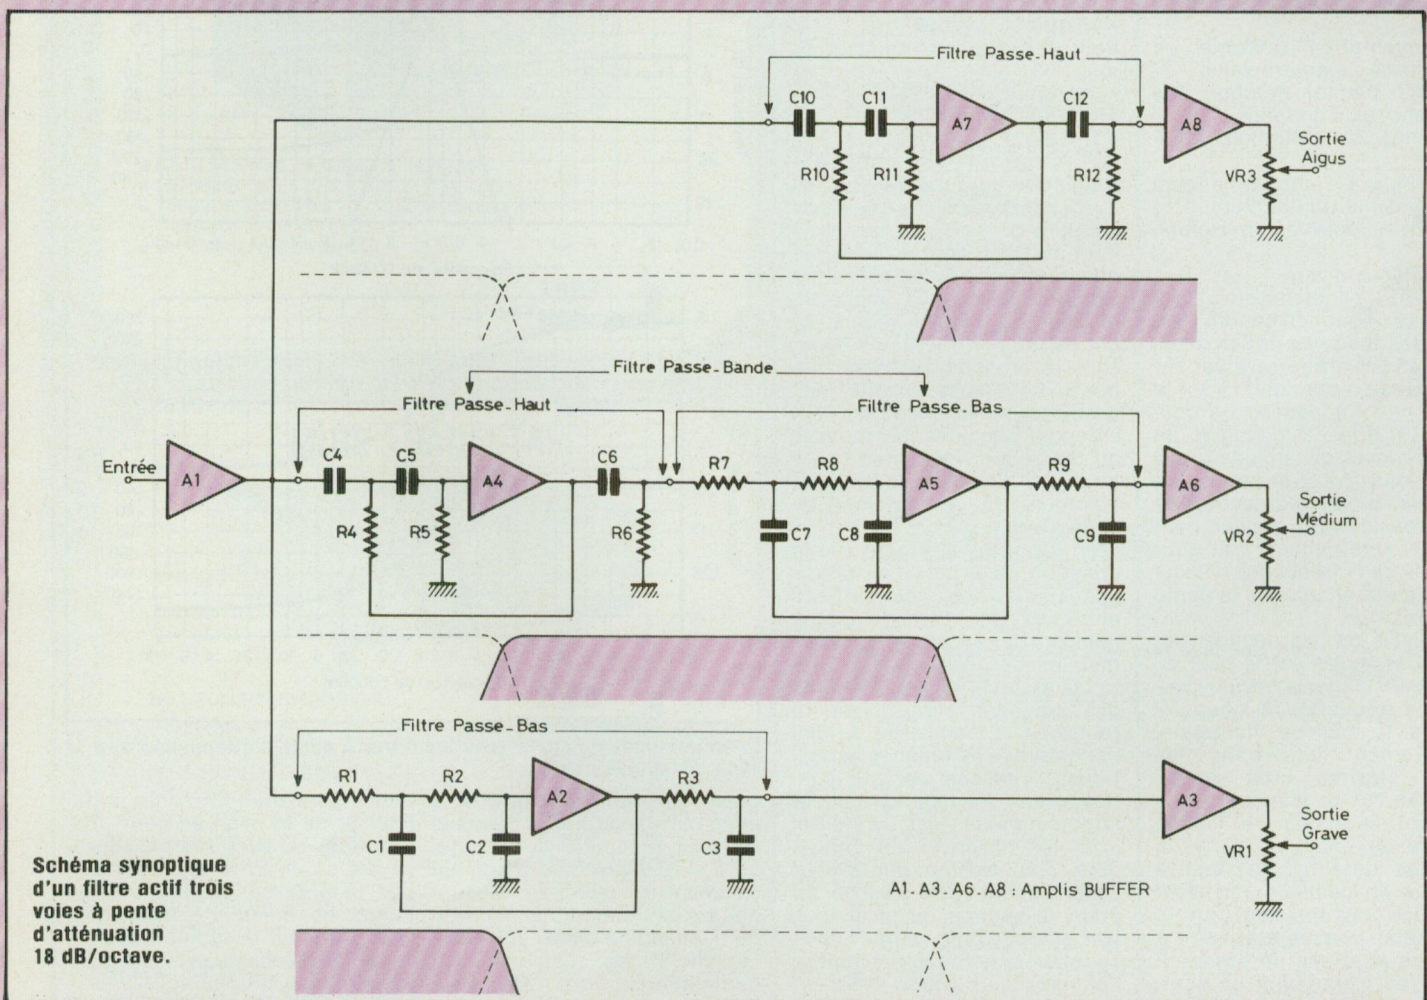 Filtre Passe-Haut
C10 C11 A7 C12 A8
R10 R11 R12 VR3
Sortie
Aigus
Filtre Passe-Bande
Filtre Passe-Haut
Filtre Passe-Bas
Entrée
A1 C4 C5 A4 C6 R7 R8 A5 R9 A6
R4 R5 R6 C7 C8 C9 VR2
Sortie
Médium
Filtre Passe-Bas
R1 R2 A2 R3 A3
C1 C2 C3 VR1
Sortie
Grave
A1.A3.A6.A8 : Amplis BUFFER
Schéma synoptique
d'un filtre actif trois
voies à pente
d'atténuation
18 dB/octave.